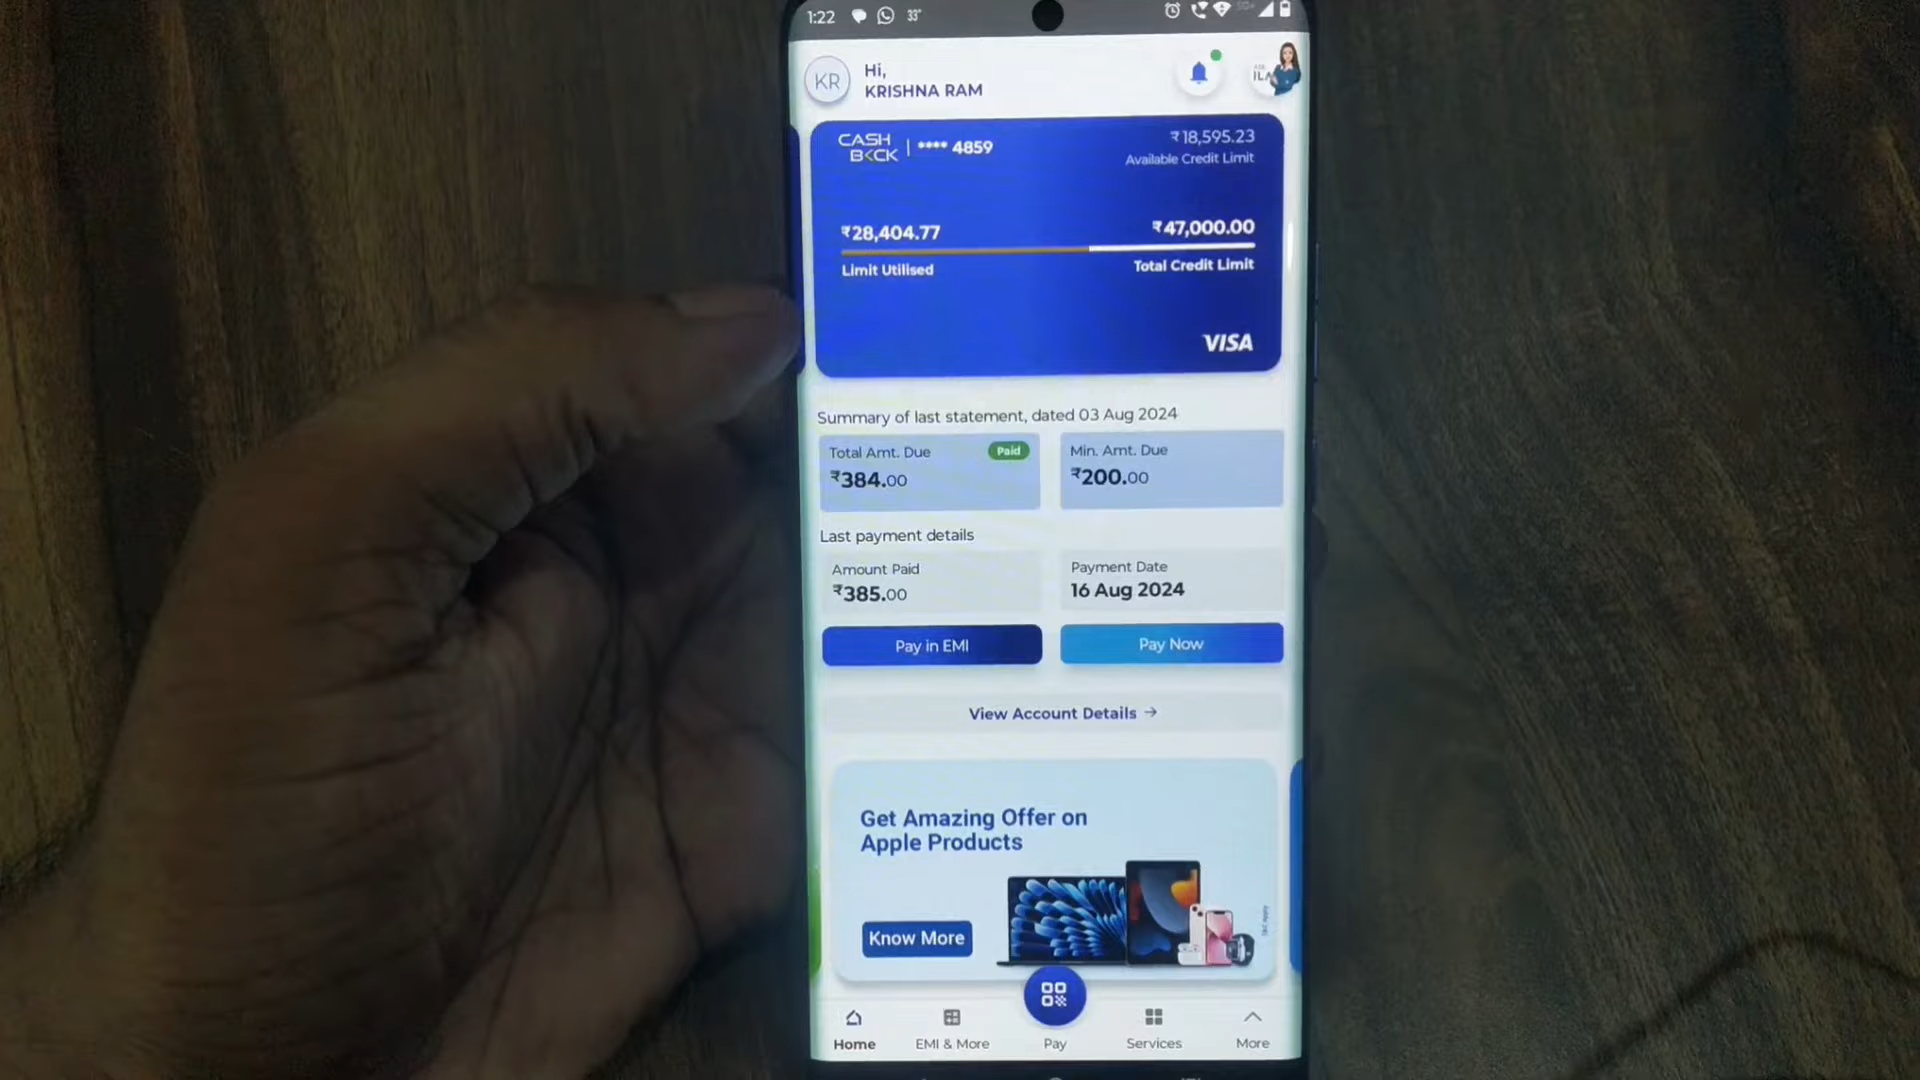 1:22 33°
KR
Hi,
KRISHNA RAM
ILA
CASH
BACK | **** 4859
₹18,595.23
Available Credit Limit
₹28,404.77
₹47,000.00
Limit Utilised
Total Credit Limit
VISA
Summary of last statement, dated 03 Aug 2024
Total Amt. Due Paid
₹384.00
Min. Amt. Due
₹200.00
Last payment details
Amount Paid
₹385.00
Payment Date
16 Aug 2024
Pay in EMI
Pay Now
View Account Details →
Get Amazing Offer on
Apple Products
Know More
Home
EMI & More
Pay
Services
More